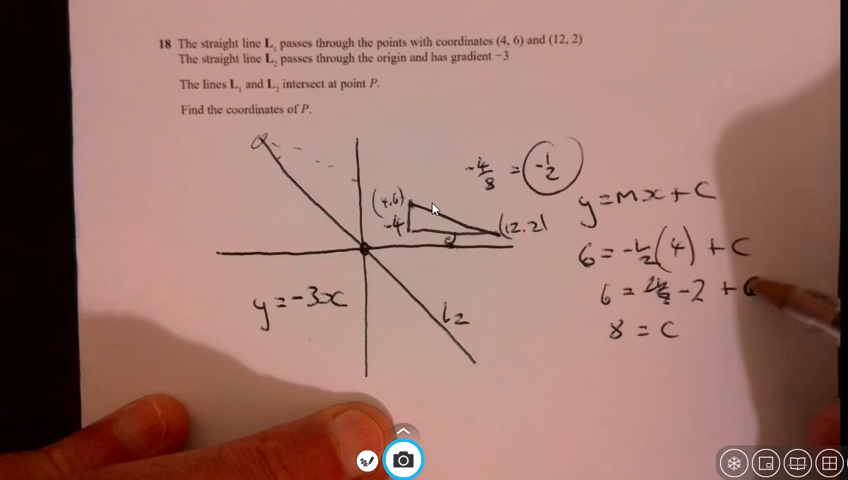 18 The straight line L₁ passes through the points with coordinates (4, 6) and (12, 2)
The straight line L₂ passes through the origin and has gradient −3
The lines L₁ and L₂ intersect at point P.
Find the coordinates of P.
-4/8 = -1/2
(4,6)
-4
(12,2)
y=-3x
L2
y=mx+c
6=-1/2(4)+c
6 = -2 + c
8 = c